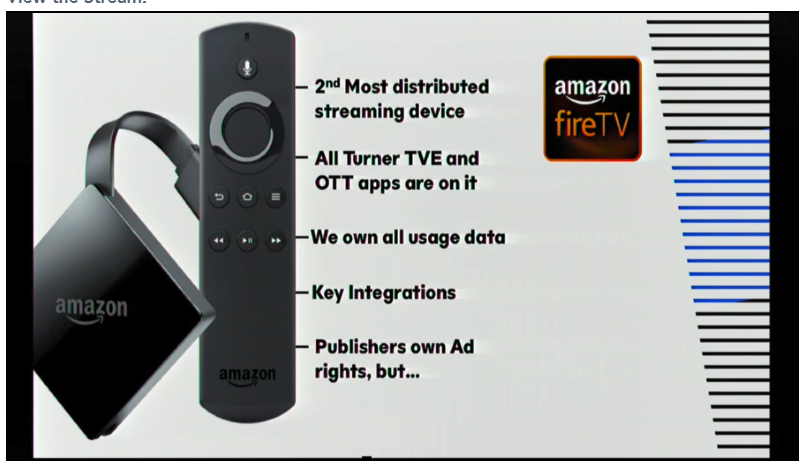 View the Stream.
2nd Most distributed
streaming device
amazon
fireTV
All Turner TVE and
OTT apps are on it
We own all usage data
Key Integrations
amazon
Publishers own Ad
rights, but...
amazon